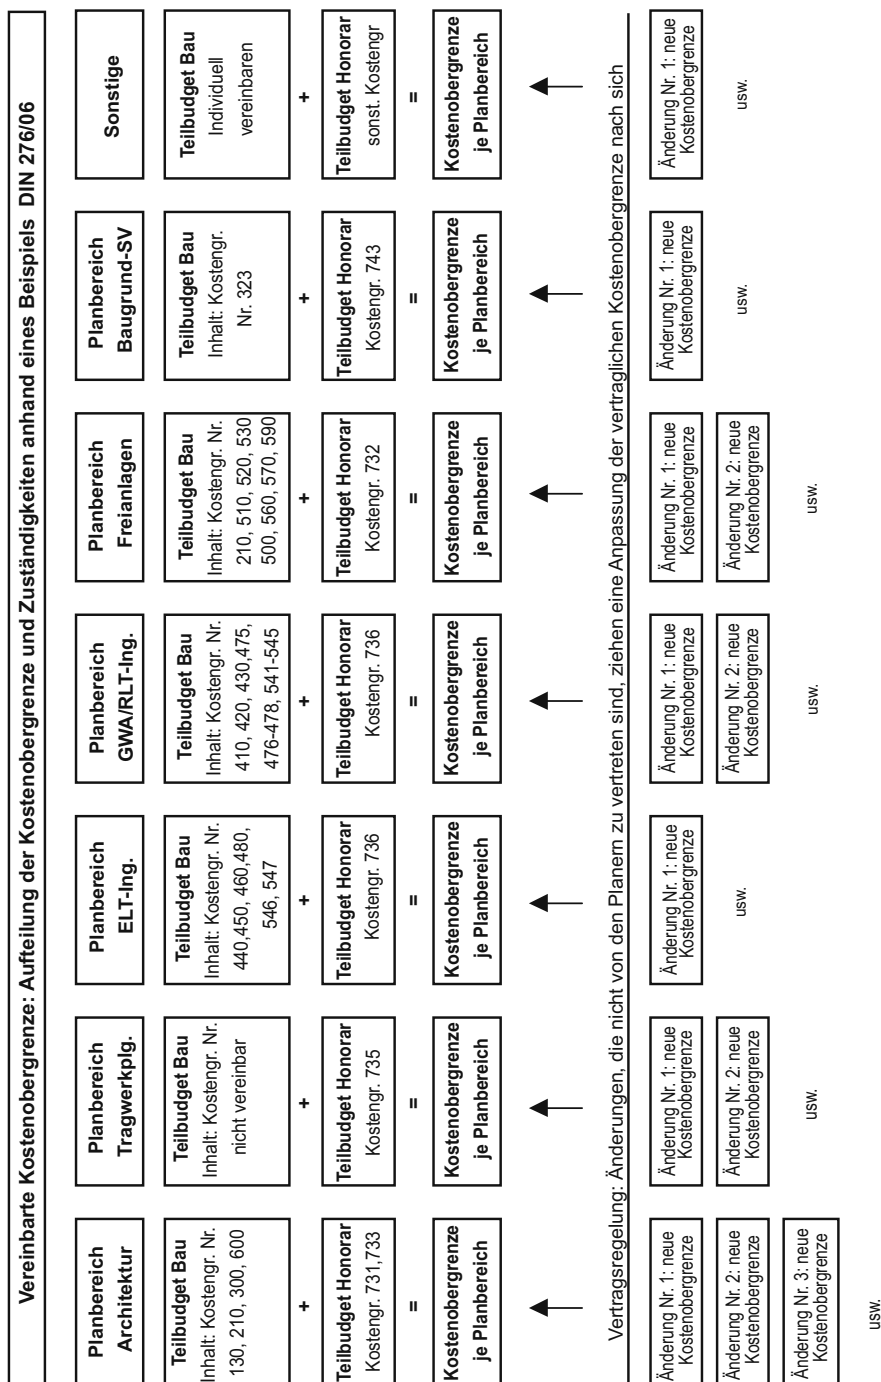 Vereinbarte Kostenobergrenze: Aufteilung der Kostenobergrenze und Zuständigkeiten anhand eines Beispiels DIN 276/06
Planbereich
Architektur
Teilbudget Bau
Inhalt: Kostengr. Nr.
130, 210, 300, 600
+
Teilbudget Honorar
Kostengr. 731,733
=
Kostenobergrenze
je Planbereich
Planbereich
Tragwerkplg.
Teilbudget Bau
Inhalt: Kostengr. Nr.
nicht vereinbar
+
Teilbudget Honorar
Kostengr. 735
=
Kostenobergrenze
je Planbereich
Planbereich
ELT-Ing.
Teilbudget Bau
Inhalt: Kostengr. Nr.
440,450, 460,480,
546, 547
+
Teilbudget Honorar
Kostengr. 736
=
Kostenobergrenze
je Planbereich
Planbereich
GWA/RLT-Ing.
Teilbudget Bau
Inhalt: Kostengr. Nr.
410, 420, 430,475,
476-478, 541-545
+
Teilbudget Honorar
Kostengr. 736
=
Kostenobergrenze
je Planbereich
Planbereich
Freianlagen
Teilbudget Bau
Inhalt: Kostengr. Nr.
210, 510, 520, 530
500, 560, 570, 590
+
Teilbudget Honorar
Kostengr. 732
=
Kostenobergrenze
je Planbereich
Planbereich
Baugrund-SV
Teilbudget Bau
Inhalt: Kostengr.
Nr. 323
+
Teilbudget Honorar
Kostengr. 743
=
Kostenobergrenze
je Planbereich
Sonstige
Teilbudget Bau
Individuell
vereinbaren
+
Teilbudget Honorar
sonst. Kostengr
=
Kostenobergrenze
je Planbereich
Vertragsregelung: Änderungen, die nicht von den Planern zu vertreten sind, ziehen eine Anpassung der vertraglichen Kostenobergrenze nach sich
Änderung Nr. 1: neue
Kostenobergrenze
Änderung Nr. 2: neue
Kostenobergrenze
Änderung Nr. 3: neue
Kostenobergrenze
usw.
Änderung Nr. 1: neue
Kostenobergrenze
Änderung Nr. 2: neue
Kostenobergrenze
usw.
Änderung Nr. 1: neue
Kostenobergrenze
usw.
Änderung Nr. 1: neue
Kostenobergrenze
Änderung Nr. 2: neue
Kostenobergrenze
usw.
Änderung Nr. 1: neue
Kostenobergrenze
Änderung Nr. 2: neue
Kostenobergrenze
usw.
Änderung Nr. 1: neue
Kostenobergrenze
usw.
Änderung Nr. 1: neue
Kostenobergrenze
usw.